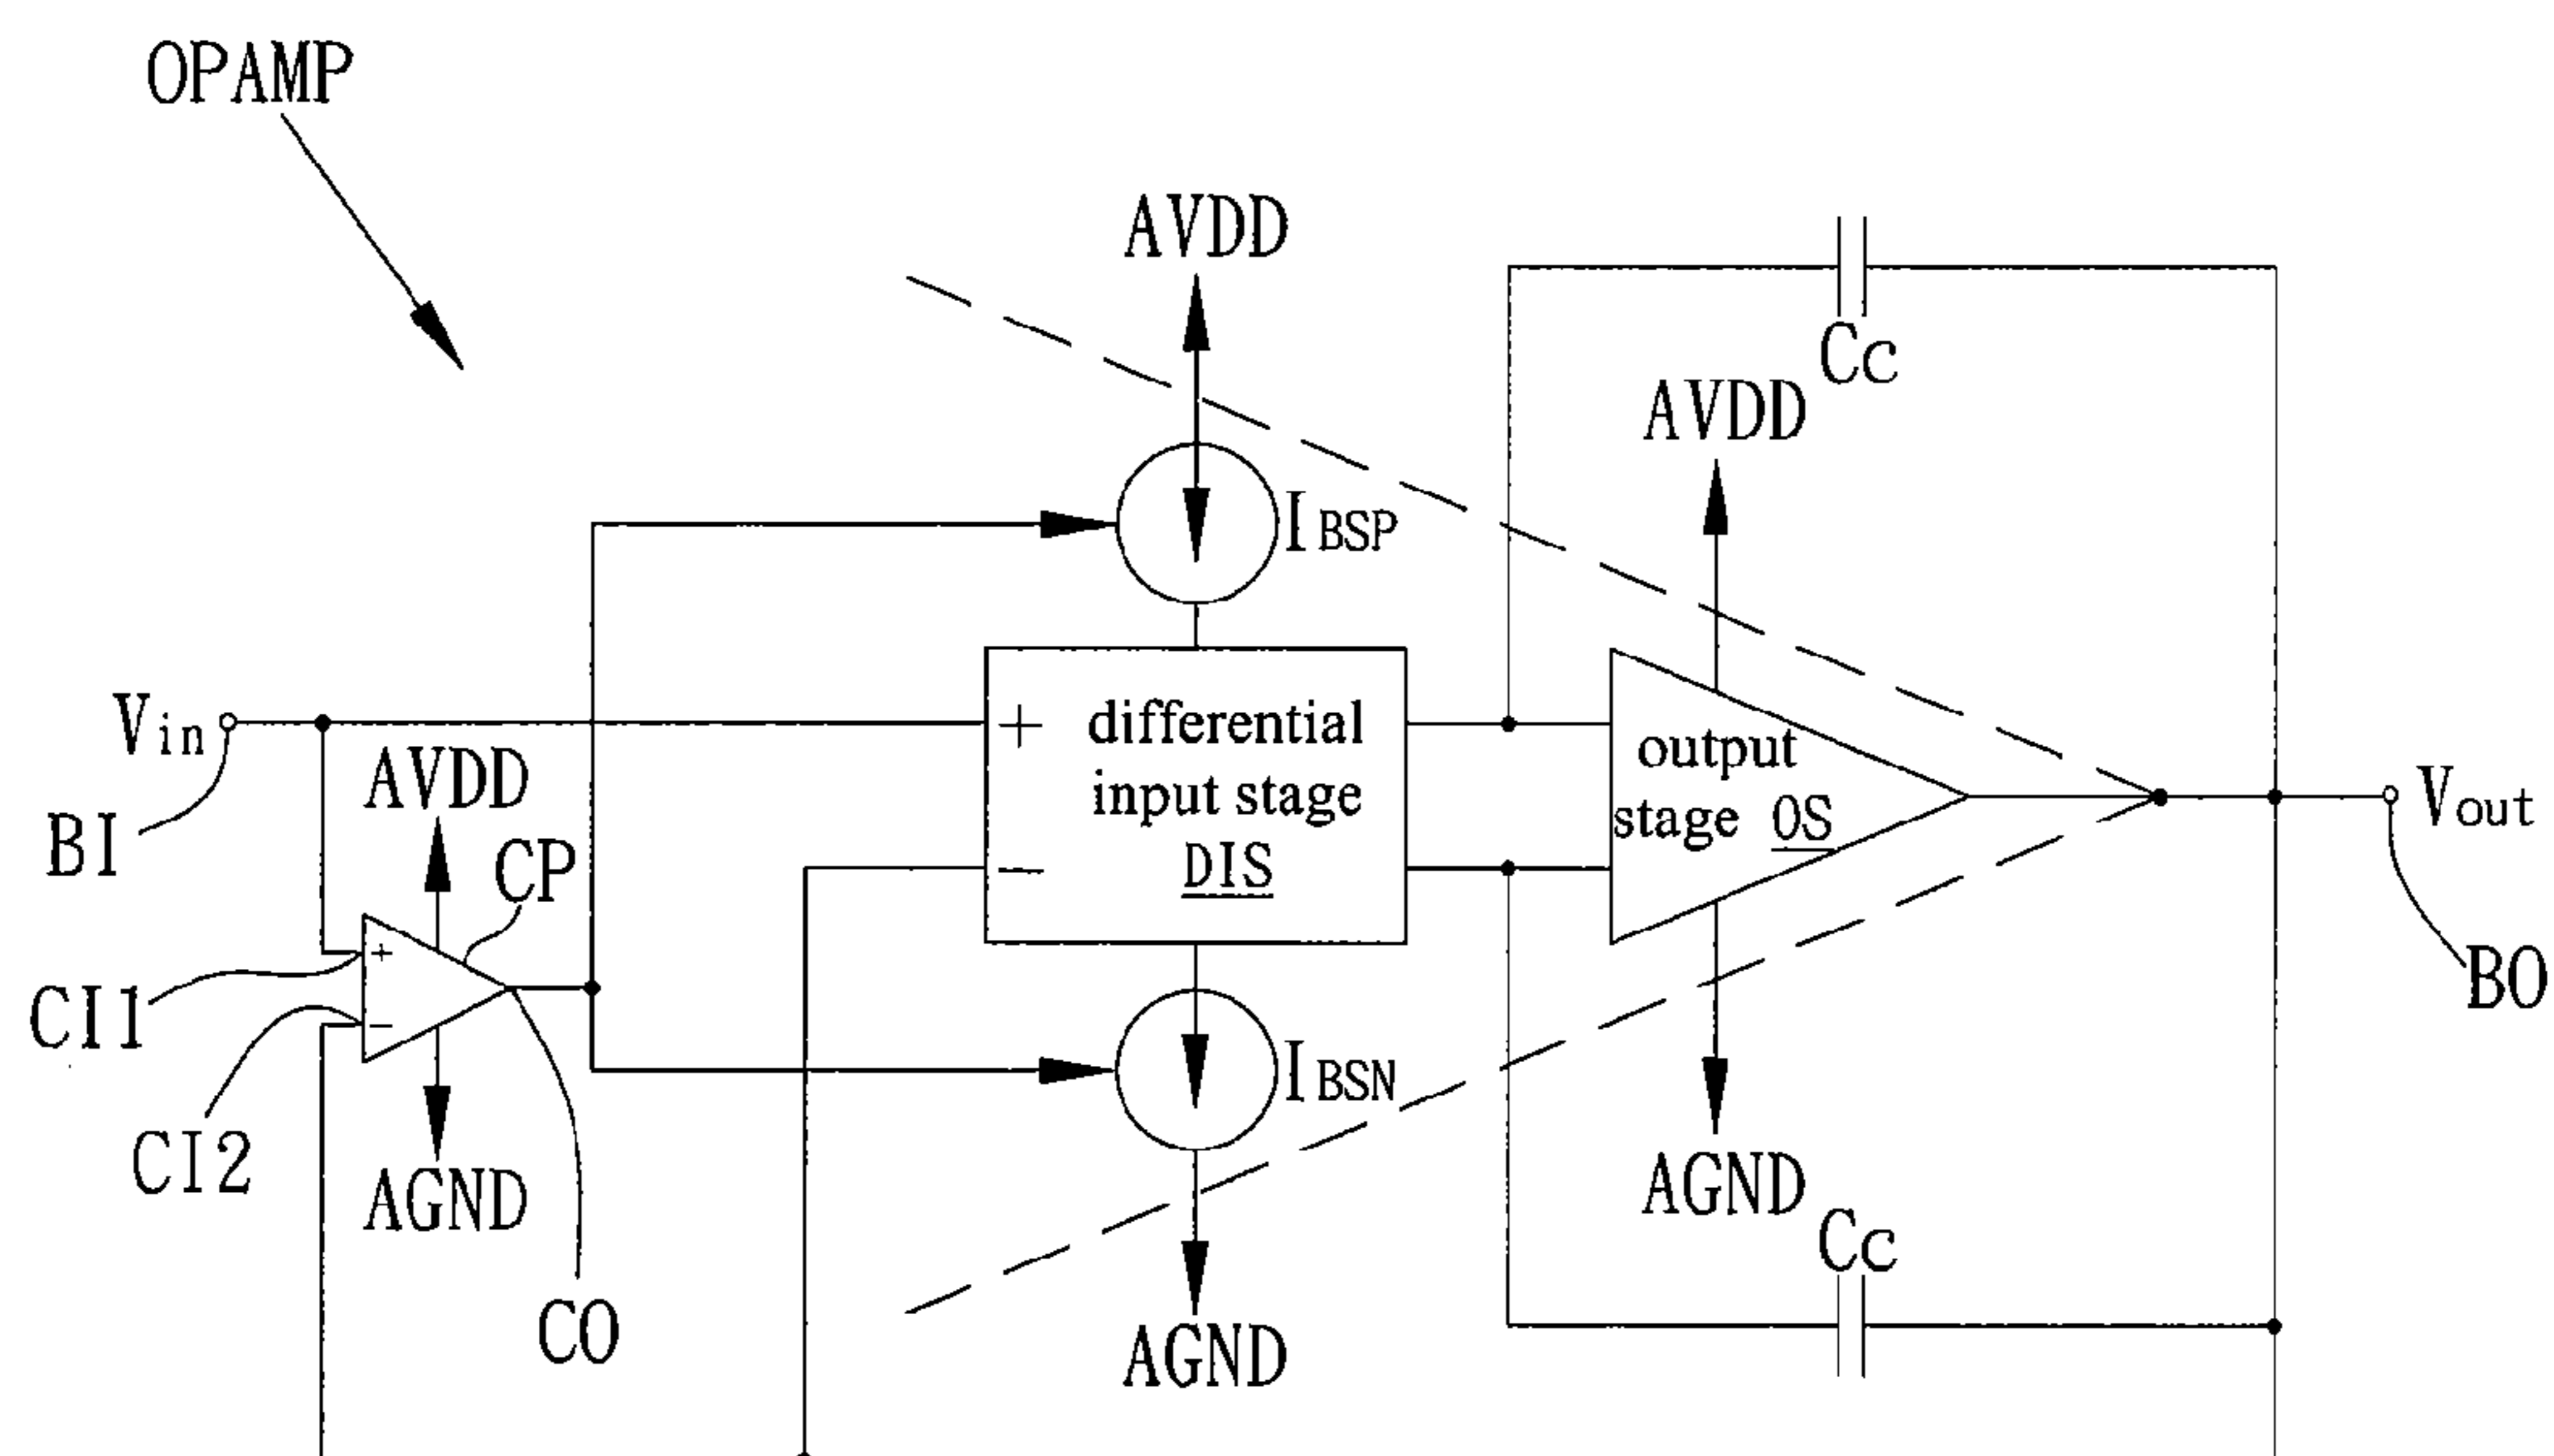 OPAMP
AVDD
Cc
AVDD
IBSP
Vin
+
differential
input stage
DIS
−
output
stage OS
Vout
BI
AVDD
CP
BO
CI1
+
−
CI2
AGND
CO
IBSN
AGND
AGND
Cc